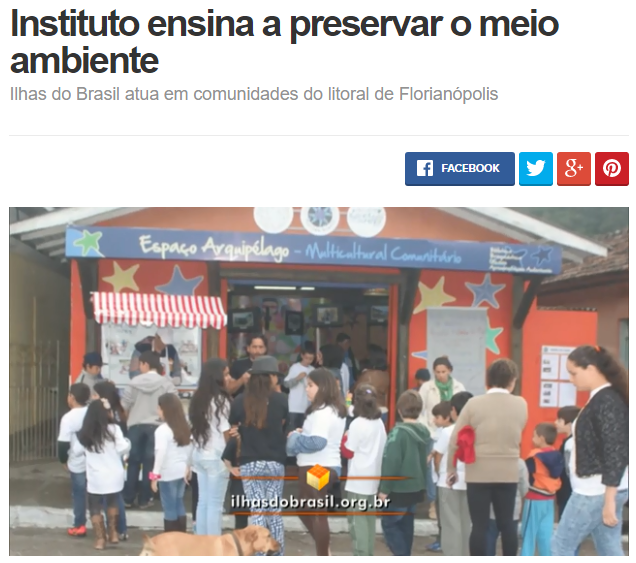 Instituto ensina a preservar o meio
ambiente
Ilhas do Brasil atua em comunidades do litoral de Florianópolis
FACEBOOK
g+
Espaço Arquipélago - Multicultural Comunitário
ilhasdobrasil.org.br